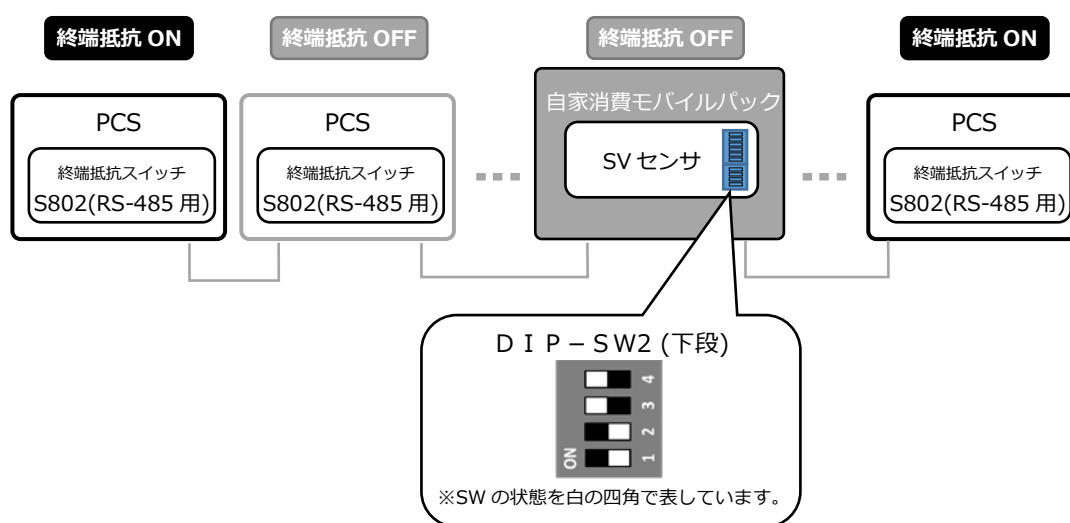 終端抵抗 ON
終端抵抗 OFF
終端抵抗 OFF
終端抵抗 ON
PCS
終端抵抗スイッチ
S802(RS-485 用)
PCS
終端抵抗スイッチ
S802(RS-485 用)
自家消費モバイルパック
SV センサ
PCS
終端抵抗スイッチ
S802(RS-485 用)
ＤＩＰ－ＳＷ2 (下段)
4
3
2
1
ON
※SW の状態を白の四角で表しています。